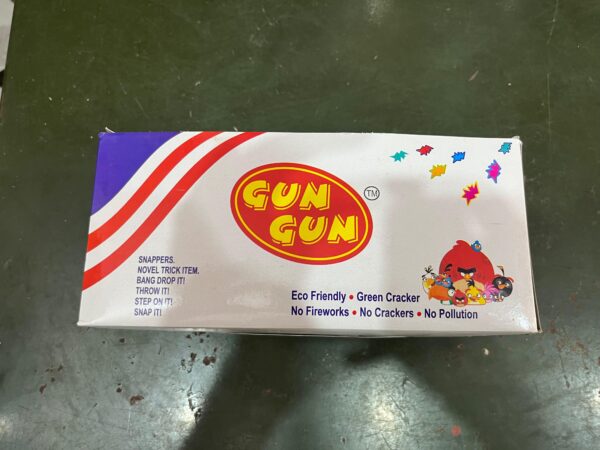 GUN
GUN
TM
SNAPPERS.
NOVEL TRICK ITEM.
BANG DROP IT!
THROW IT!
STEP ON IT!
SNAP IT!
Eco Friendly • Green Cracker
No Fireworks • No Crackers • No Pollution